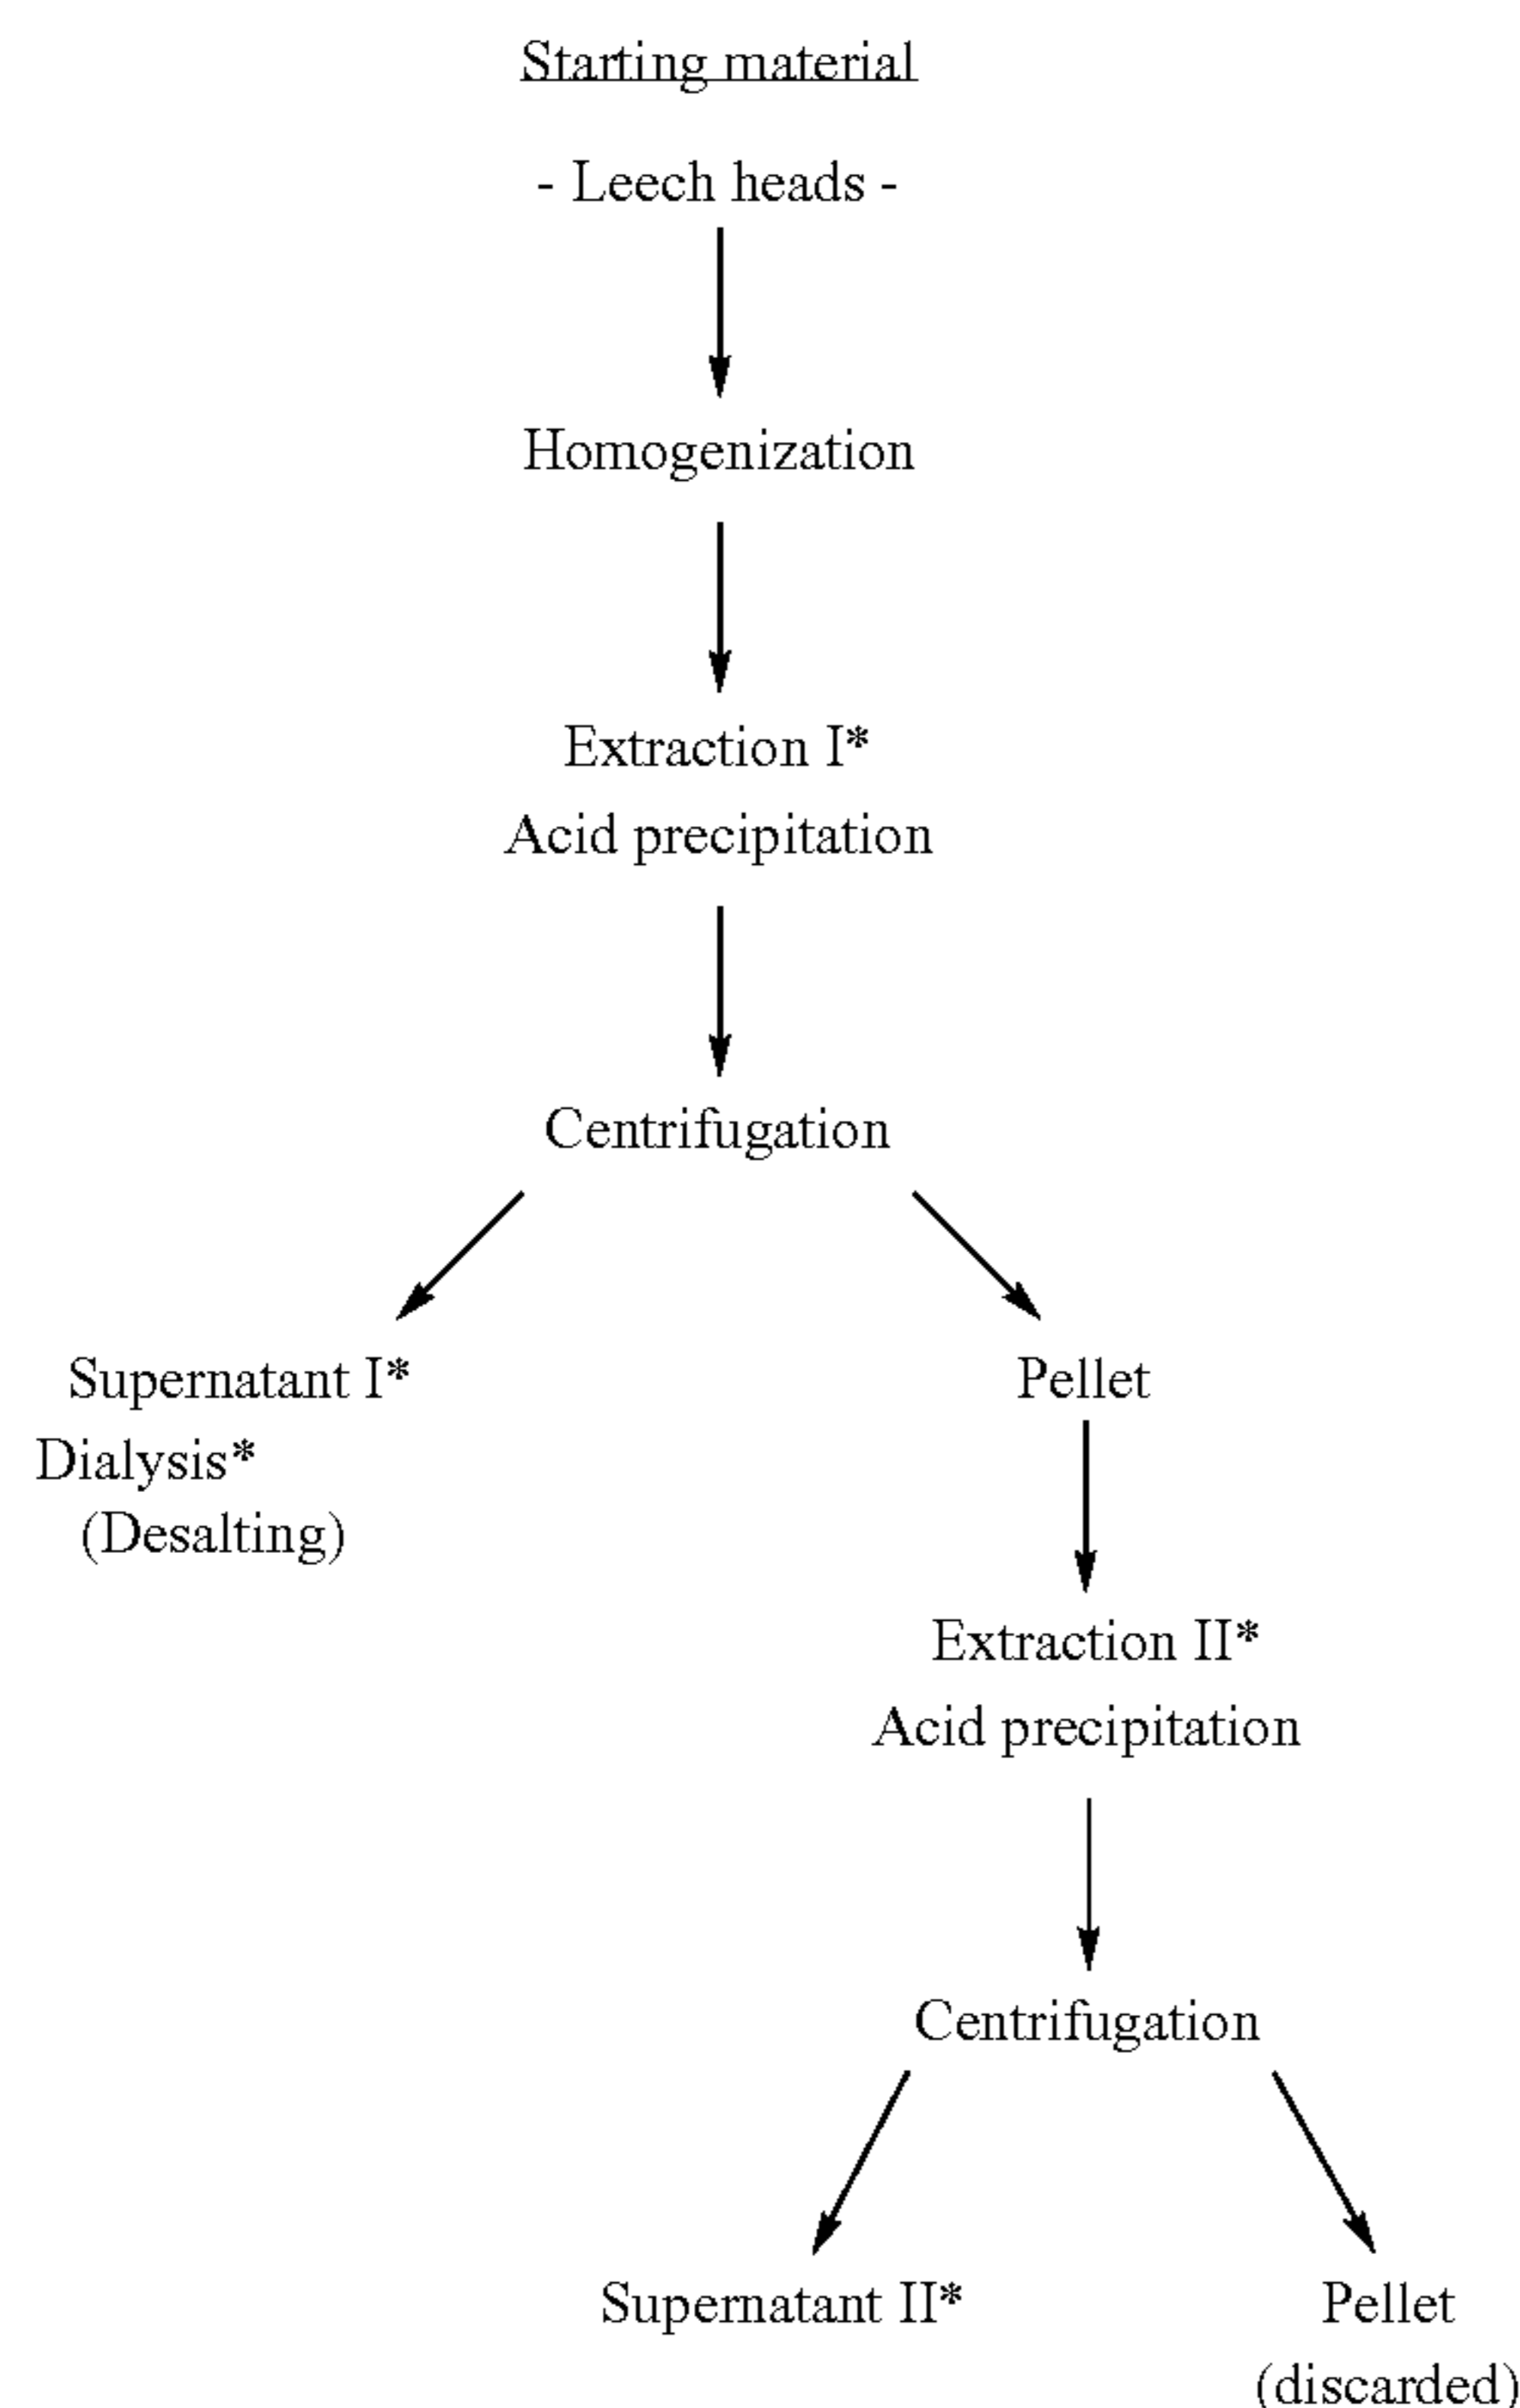 Starting material
- Leech heads -
Homogenization
Extraction I*
Acid precipitation
Centrifugation
Supernatant I*
Pellet
Dialysis*
(Desalting)
Extraction II*
Acid precipitation
Centrifugation
Supernatant II*
Pellet
(discarded)